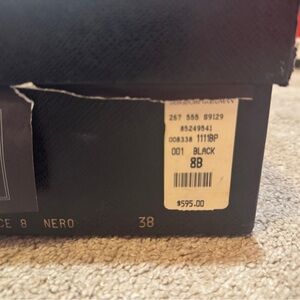 267 555 89129
85249541
008338 1111BP
001 BLACK
8B
$595.00
CE 8 NERO 38